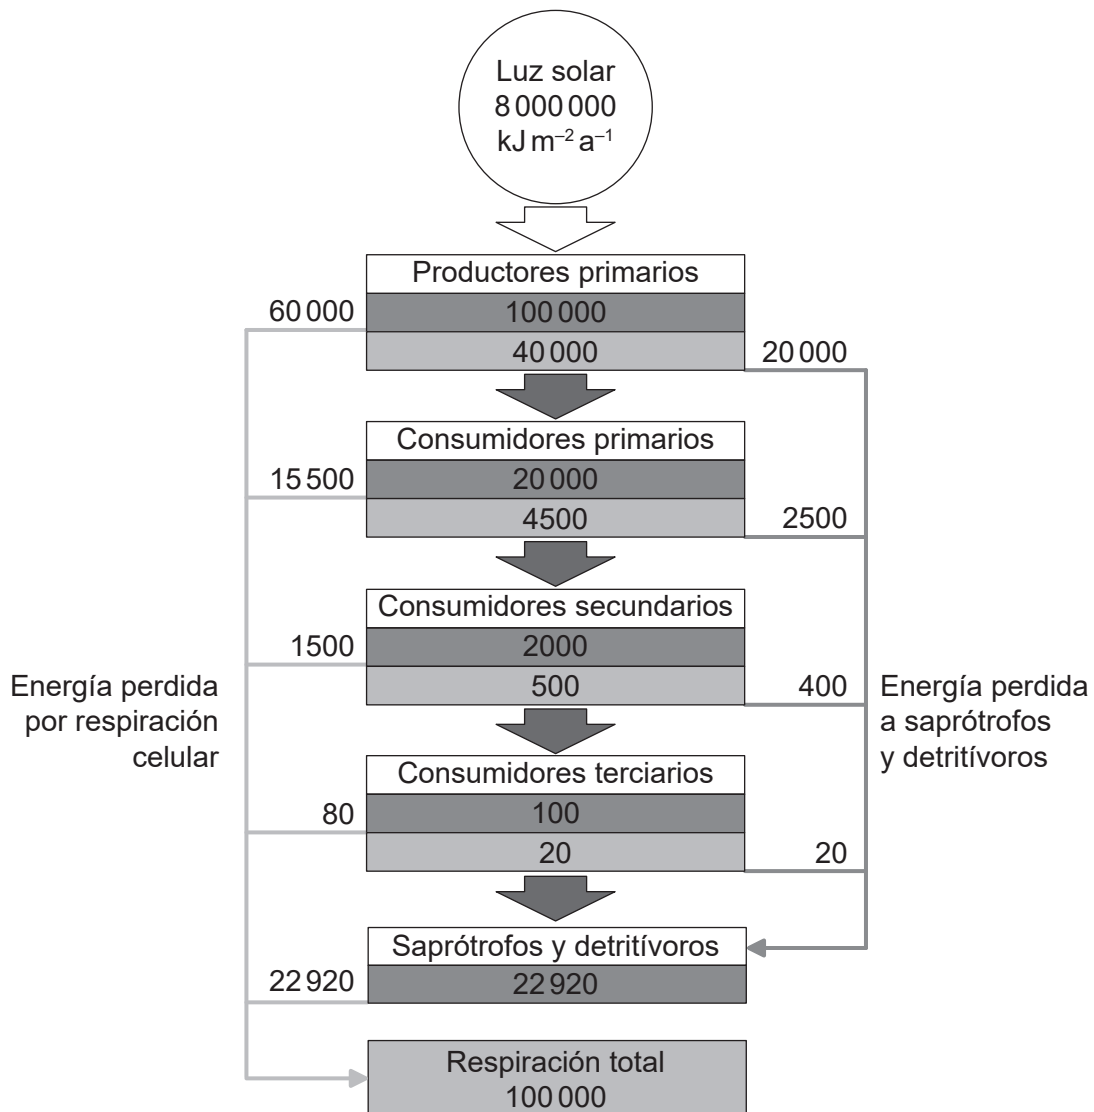 Luz solar
8 000 000
kJ m⁻² a⁻¹
Productores primarios
60 000
100 000
40 000
20 000
Consumidores primarios
15 500
20 000
4500
2500
Consumidores secundarios
1500
2000
500
400
Energía perdida
por respiración
celular
Energía perdida
a saprótrofos
y detritívoros
Consumidores terciarios
80
100
20
20
Saprótrofos y detritívoros
22 920
22 920
Respiración total
100 000